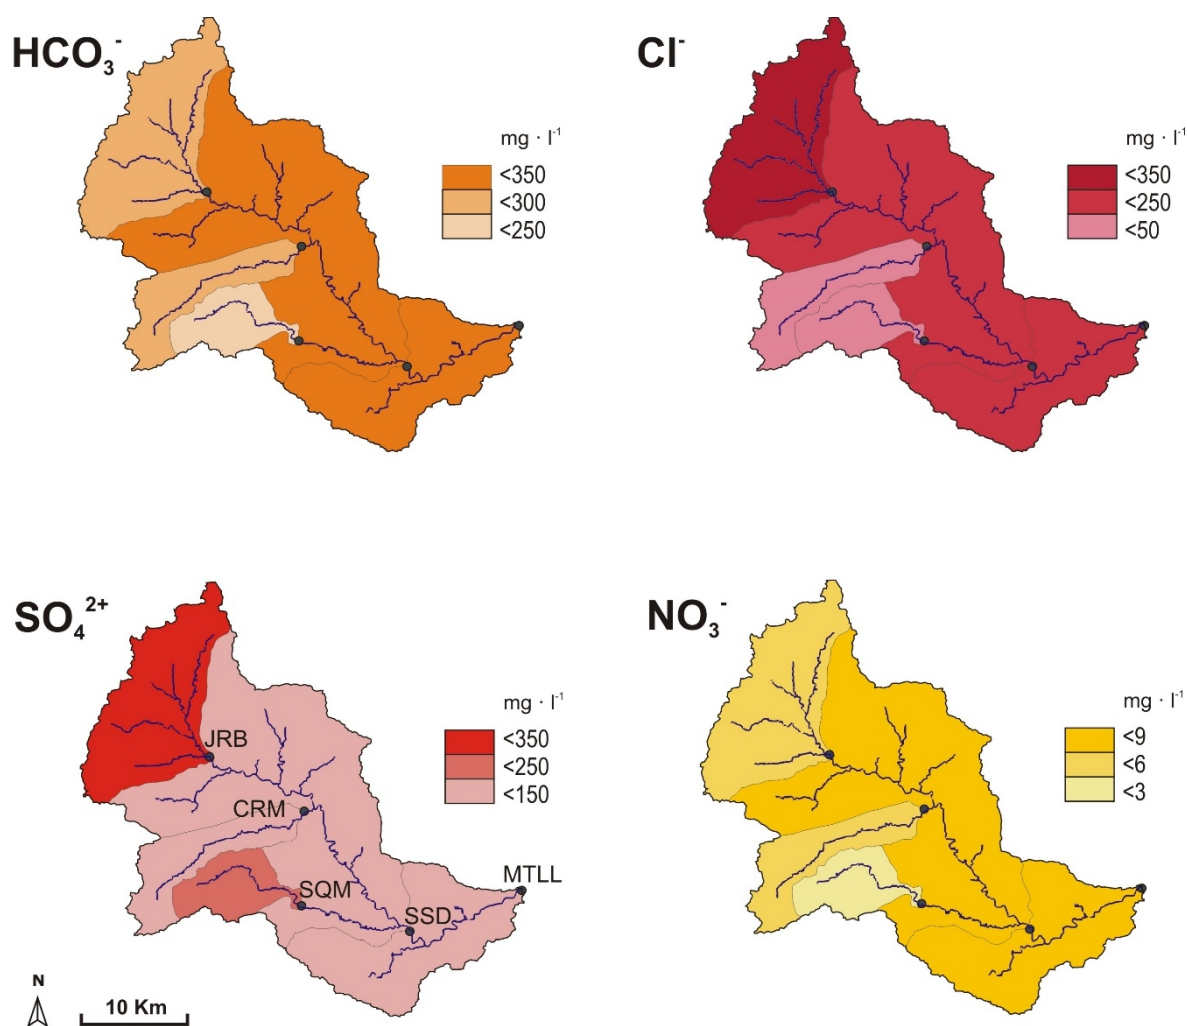 HCO₃⁻
mg · l⁻¹
<350
<300
<250
Cl⁻
mg · l⁻¹
<350
<250
<50
SO₄²⁺
mg · l⁻¹
<350
<250
<150
JRB
CRM
SQM
SSD
MTLL
N
10 Km
NO₃⁻
mg · l⁻¹
<9
<6
<3